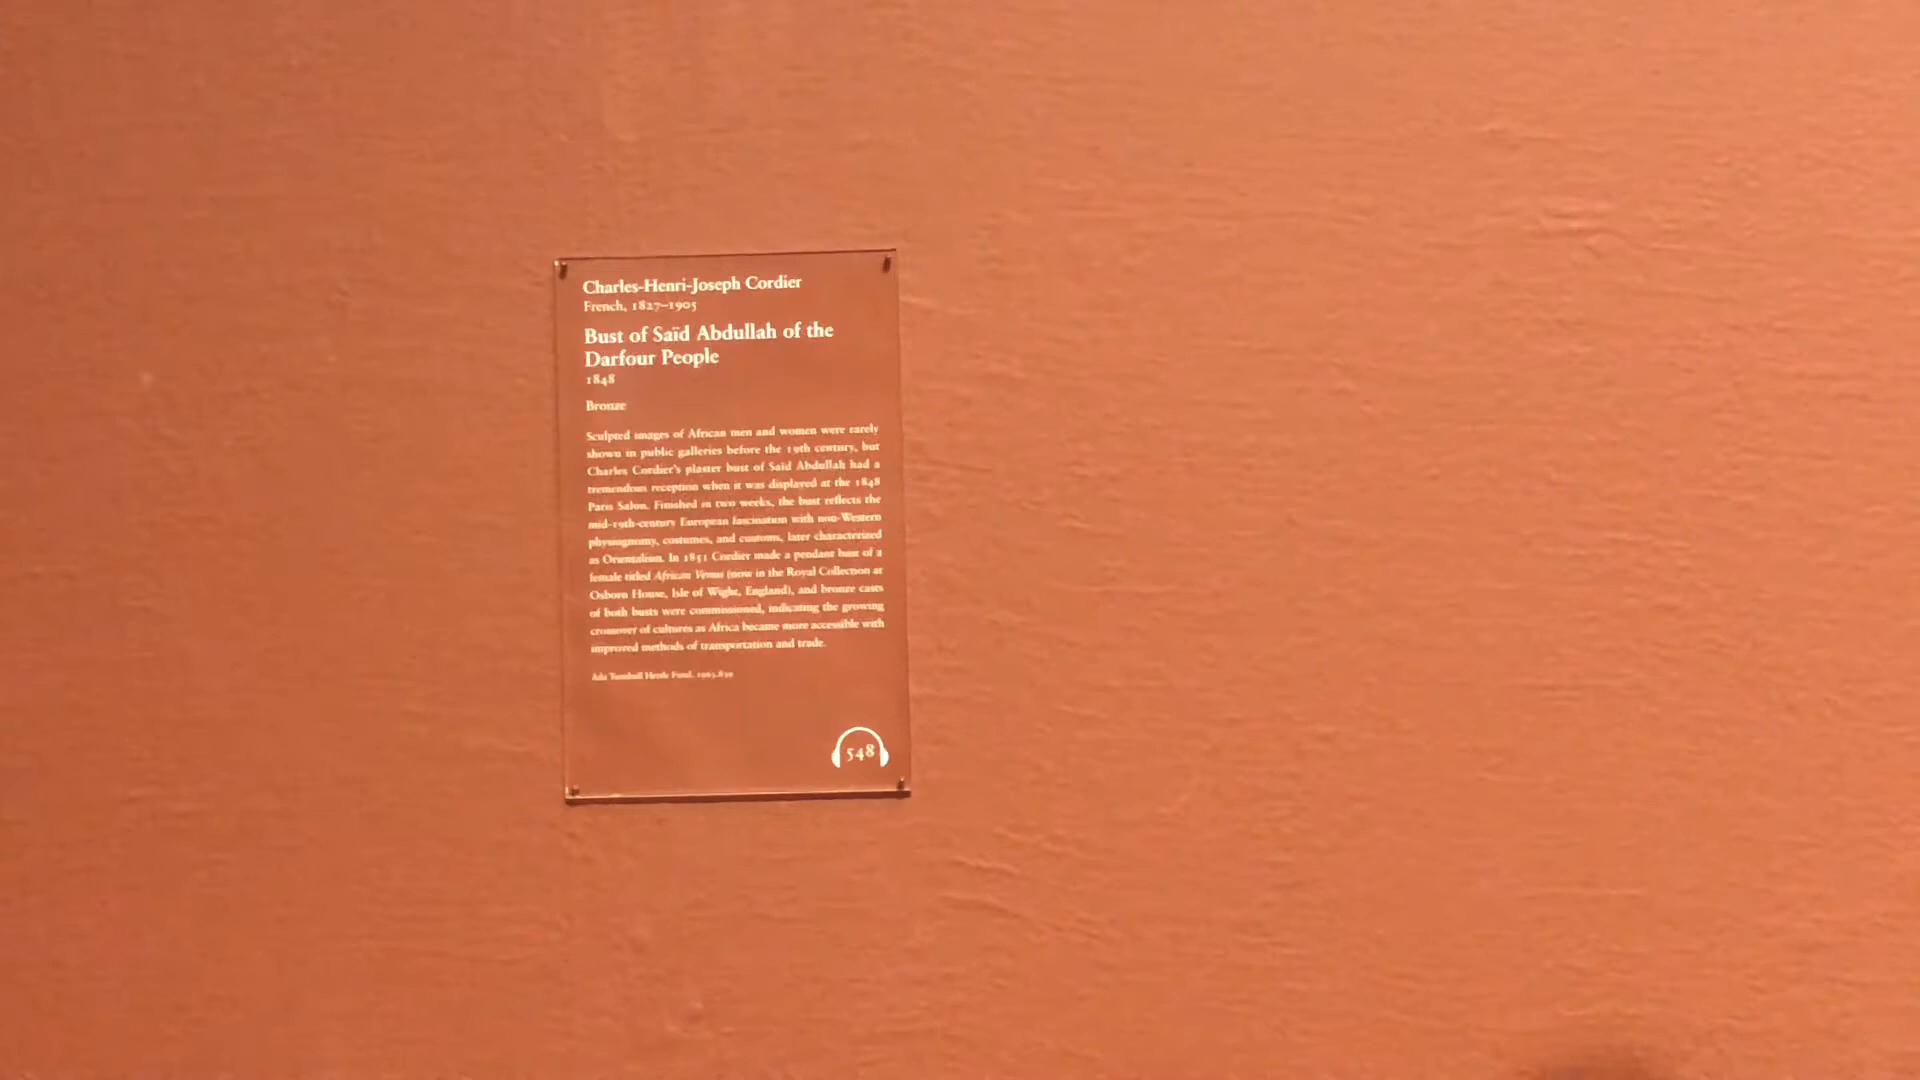 Charles-Henri-Joseph Cordier
French, 1827–1905
Bust of Saïd Abdullah of the
Darfour People
1848
Bronze
Sculpted images of African men and women were rarely
shown in public galleries before the 19th century, but
Charles Cordier's plaster bust of Saïd Abdullah had a
tremendous reception when it was displayed at the 1848
Paris Salon. Finished in two weeks, the bust reflects the
mid-19th-century European fascination with non-Western
physiognomy, costumes, and customs, later characterized
as Orientalism. In 1851 Cordier made a pendant bust of a
female titled African Venus (now in the Royal Collection at
Osborn House, Isle of Wight, England), and bronze casts
of both busts were commissioned, indicating the growing
crossover of cultures as Africa became more accessible with
improved methods of transportation and trade.
Ada Turnbull Hertle Fund, 1963.839
548